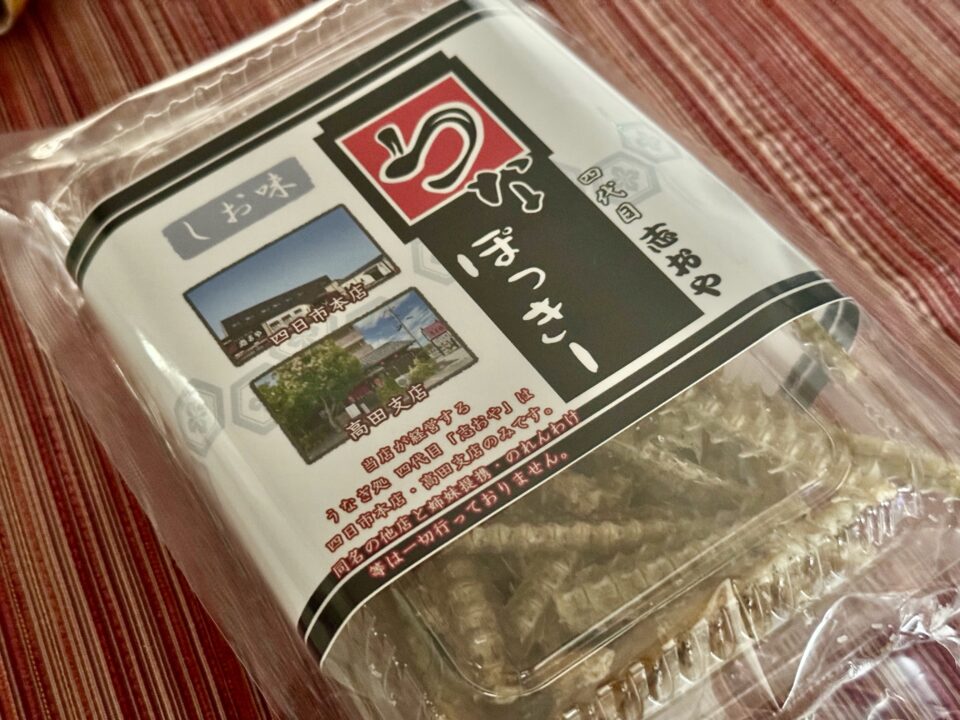 うなぽっきー
四代目 志おや
しお味
四日市本店
高田支店
当店が経営する
うなぎ処 四代目「志おや」は
四日市本店・高田支店のみです。
同名の他店と姉妹提携・のれんわけ
等は一切行っておりません。